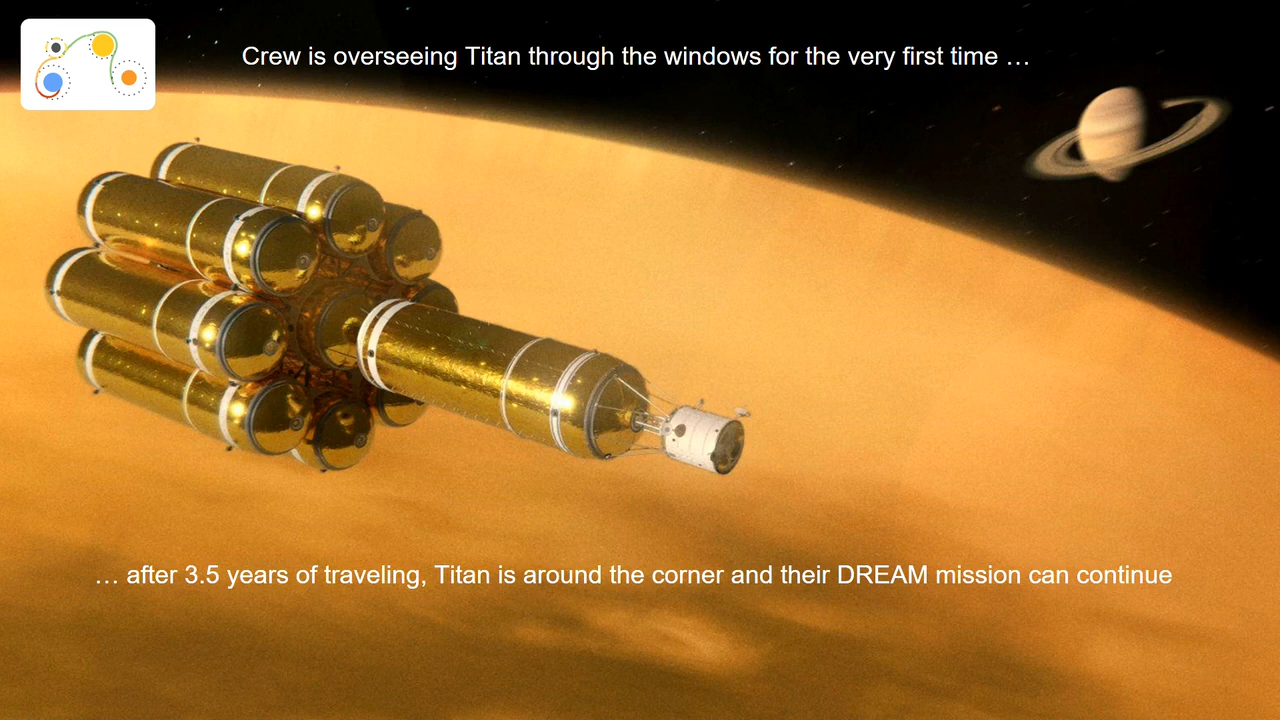 Crew is overseeing Titan through the windows for the very first time …
… after 3.5 years of traveling, Titan is around the corner and their DREAM mission can continue